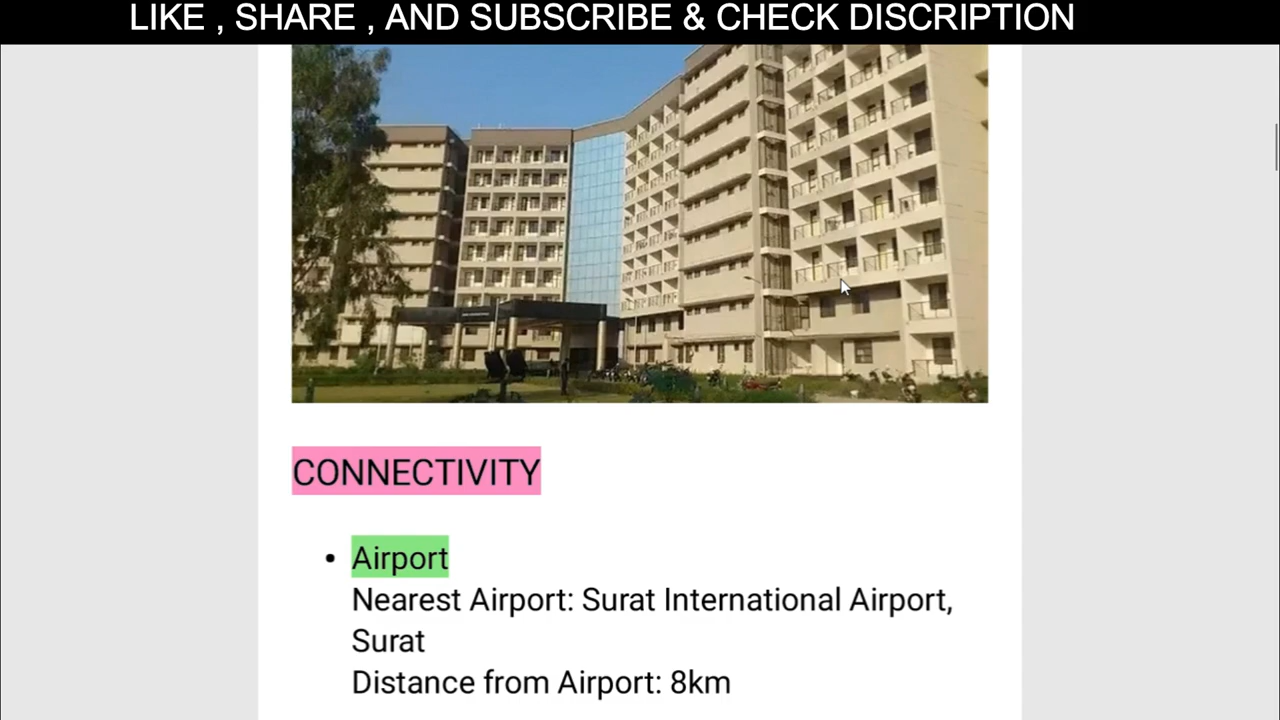 LIKE , SHARE , AND SUBSCRIBE & CHECK DISCRIPTION
CONNECTIVITY
• Airport
Nearest Airport: Surat International Airport,
Surat
Distance from Airport: 8km